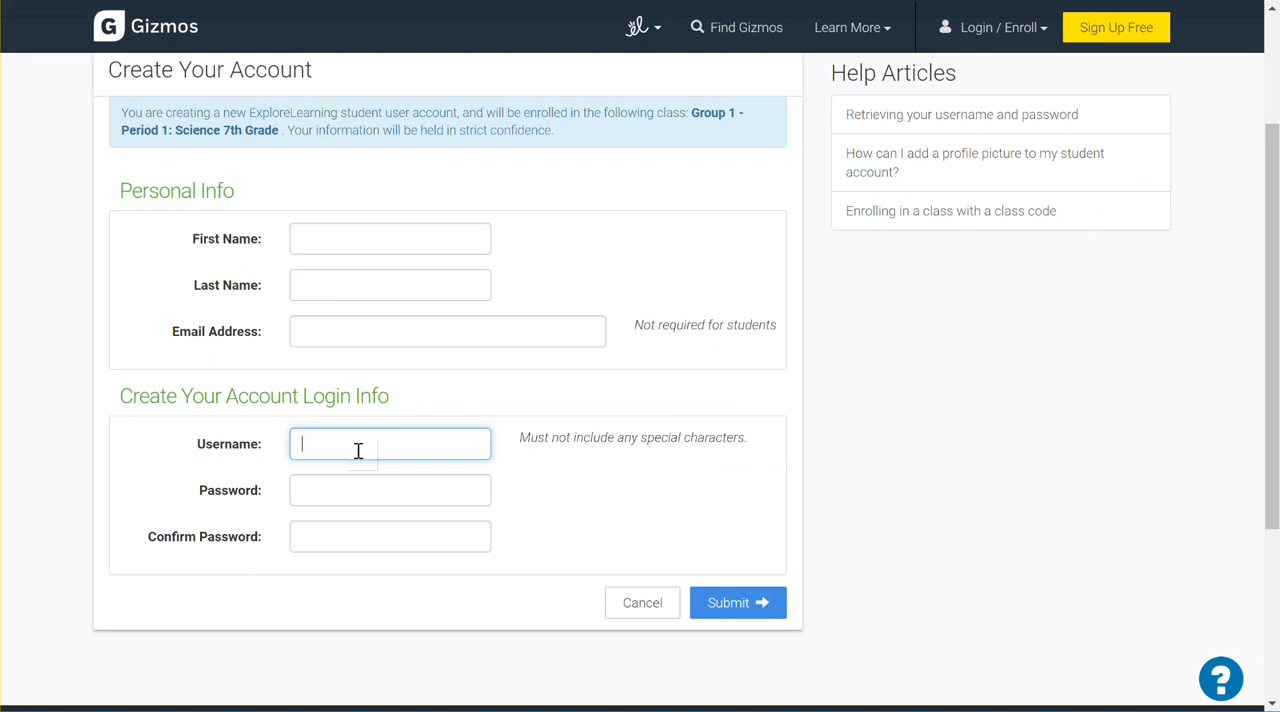 G Gizmos
el
Find Gizmos
Learn More
Login / Enroll
Sign Up Free
Create Your Account
You are creating a new ExploreLearning student user account, and will be enrolled in the following class: Group 1 -
Period 1: Science 7th Grade . Your information will be held in strict confidence.
Personal Info
First Name:
Last Name:
Email Address:
Not required for students
Create Your Account Login Info
Username:
Must not include any special characters.
Password:
Confirm Password:
Cancel
Submit
Help Articles
Retrieving your username and password
How can I add a profile picture to my student
account?
Enrolling in a class with a class code
?